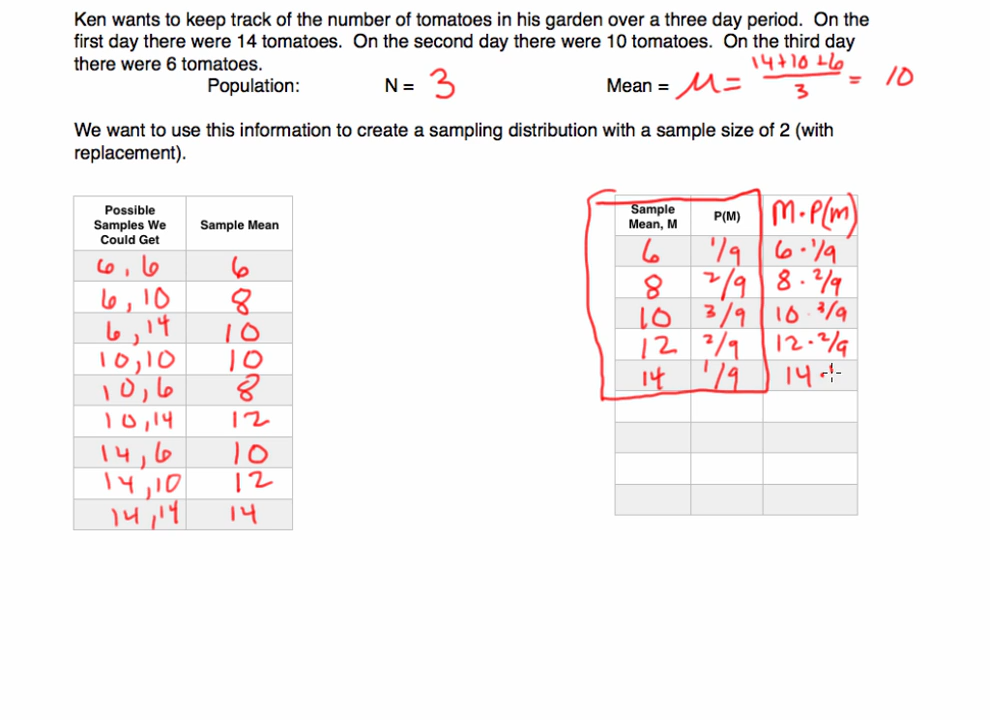 Ken wants to keep track of the number of tomatoes in his garden over a three day period. On the
first day there were 14 tomatoes. On the second day there were 10 tomatoes. On the third day
there were 6 tomatoes.
Population: N = 3 Mean = μ = (14+10+6)/3 = 10
We want to use this information to create a sampling distribution with a sample size of 2 (with
replacement).
Possible
Samples We
Could Get
Sample Mean
6, 6 6
6, 10 8
6, 14 10
10, 10 10
10, 6 8
10, 14 12
14, 6 10
14, 10 12
14, 14 14
Sample
Mean, M
P(M) M·P(M)
6 1/9 6·1/9
8 2/9 8·2/9
10 3/9 10·3/9
12 2/9 12·2/9
14 1/9 14